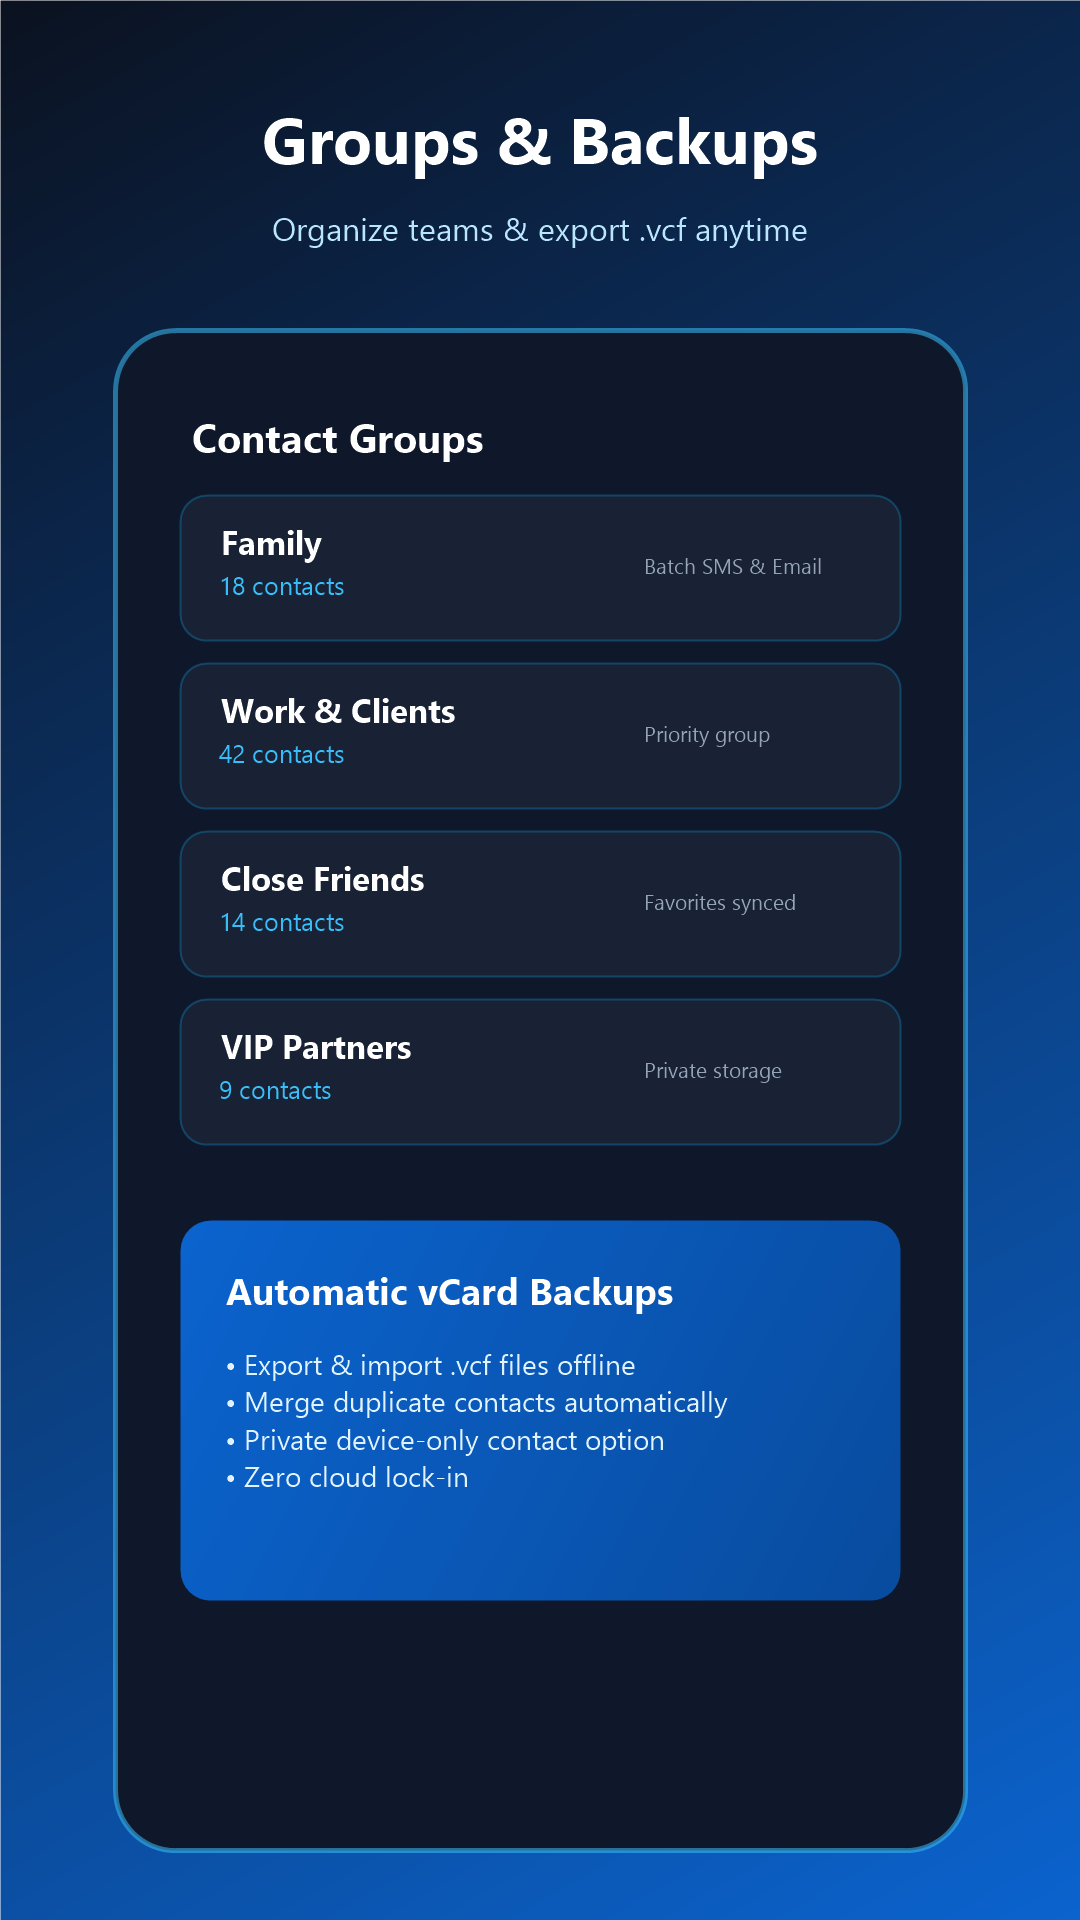 Groups & Backups
Organize teams & export .vcf anytime
Contact Groups
Family
18 contacts
Batch SMS & Email
Work & Clients
42 contacts
Priority group
Close Friends
14 contacts
Favorites synced
VIP Partners
9 contacts
Private storage
Automatic vCard Backups
• Export & import .vcf files offline
• Merge duplicate contacts automatically
• Private device-only contact option
• Zero cloud lock-in